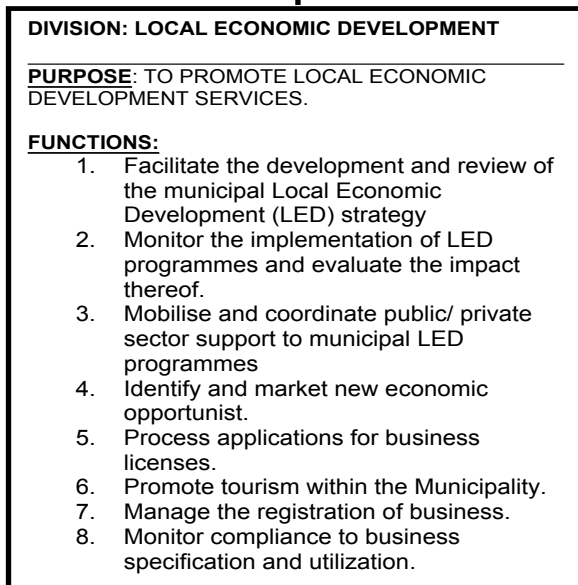 DIVISION: LOCAL ECONOMIC DEVELOPMENT
PURPOSE: TO PROMOTE LOCAL ECONOMIC
DEVELOPMENT SERVICES.
FUNCTIONS:
1. Facilitate the development and review of
the municipal Local Economic
Development (LED) strategy
2. Monitor the implementation of LED
programmes and evaluate the impact
thereof.
3. Mobilise and coordinate public/ private
sector support to municipal LED
programmes
4. Identify and market new economic
opportunist.
5. Process applications for business
licenses.
6. Promote tourism within the Municipality.
7. Manage the registration of business.
8. Monitor compliance to business
specification and utilization.